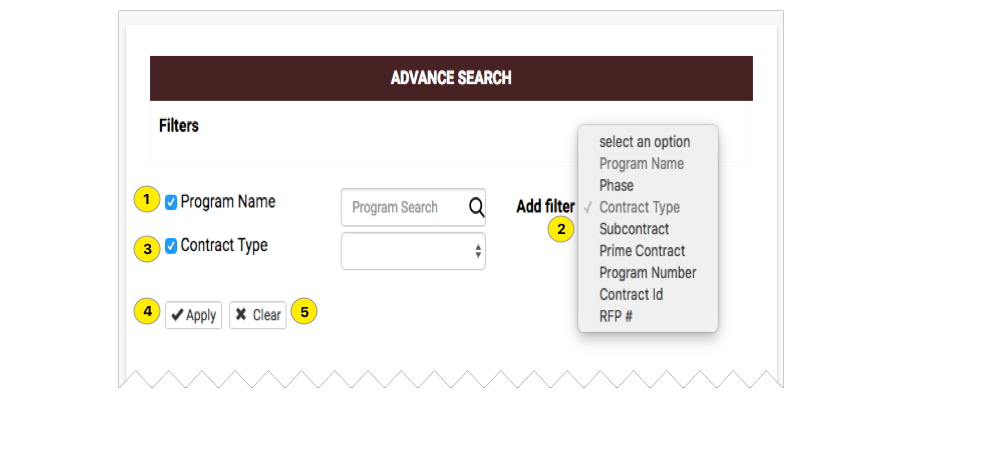 ADVANCE SEARCH
Filters
1 Program Name
Program Search
3 Contract Type
4 Apply
Clear 5
Add filter
2
select an option
Program Name
Phase
✓ Contract Type
Subcontract
Prime Contract
Program Number
Contract Id
RFP #